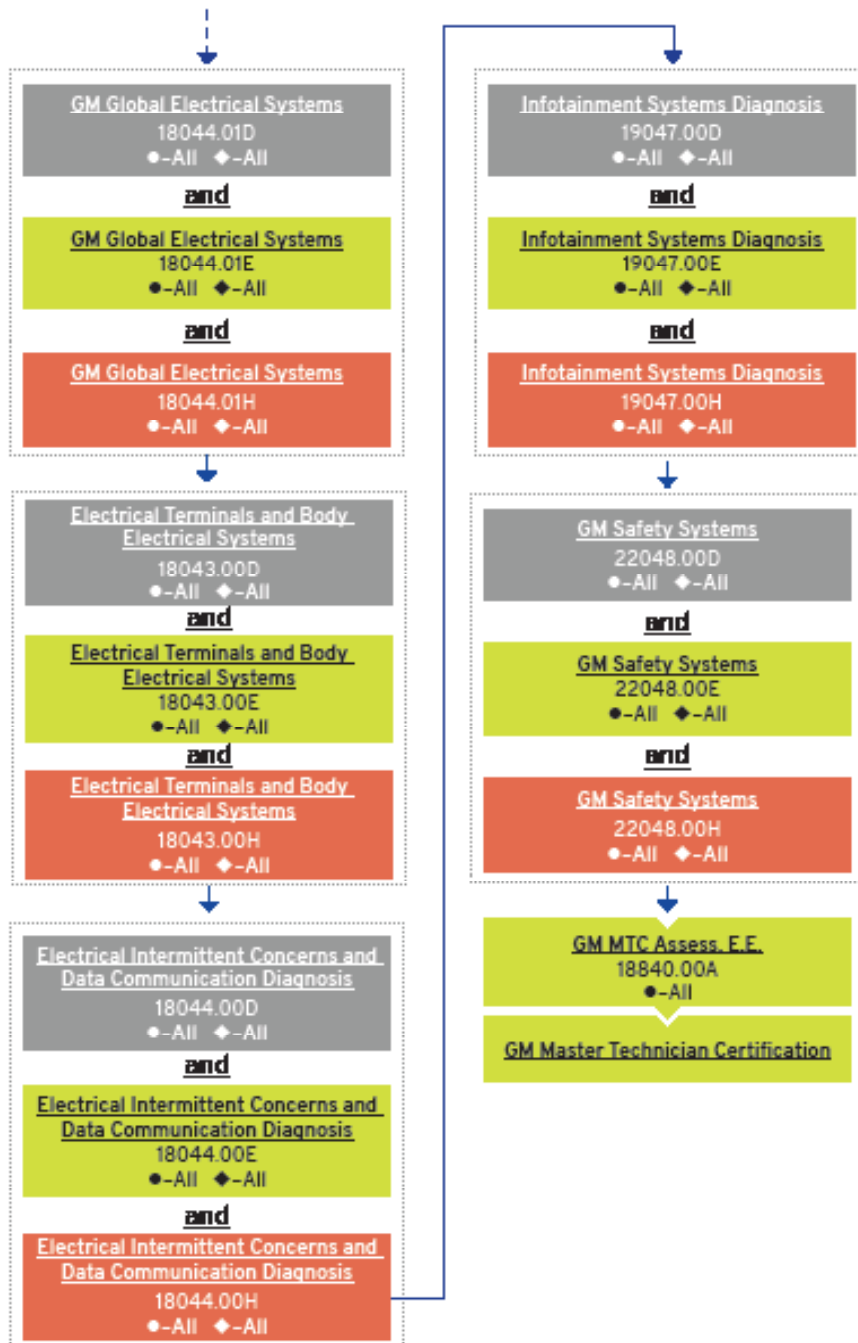 GM Global Electrical Systems
18044.01D
●-All ◆-All
and
GM Global Electrical Systems
18044.01E
●-All ◆-All
and
GM Global Electrical Systems
18044.01H
●-All ◆-All
Electrical Terminals and Body
Electrical Systems
18043.00D
●-All ◆-All
and
Electrical Terminals and Body
Electrical Systems
18043.00E
●-All ◆-All
and
Electrical Terminals and Body
Electrical Systems
18043.00H
●-All ◆-All
Electrical Intermittent Concerns and
Data Communication Diagnosis
18044.00D
●-All ◆-All
and
Electrical Intermittent Concerns and
Data Communication Diagnosis
18044.00E
●-All ◆-All
and
Electrical Intermittent Concerns and
Data Communication Diagnosis
18044.00H
●-All ◆-All
Infotainment Systems Diagnosis
19047.00D
●-All ◆-All
and
Infotainment Systems Diagnosis
19047.00E
●-All ◆-All
and
Infotainment Systems Diagnosis
19047.00H
●-All ◆-All
GM Safety Systems
22048.00D
●-All ◆-All
and
GM Safety Systems
22048.00E
●-All ◆-All
and
GM Safety Systems
22048.00H
●-All ◆-All
GM MTC Assess. E.E.
18840.00A
●-All
GM Master Technician Certification